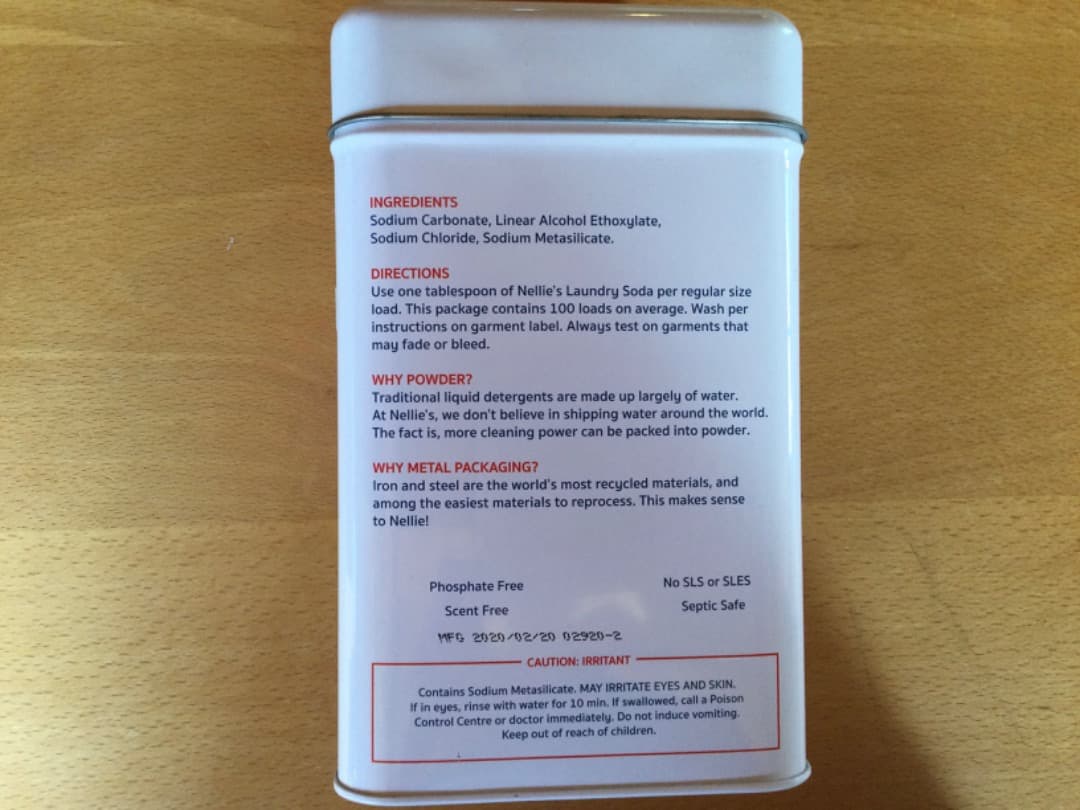 INGREDIENTS
Sodium Carbonate, Linear Alcohol Ethoxylate,
Sodium Chloride, Sodium Metasilicate.
DIRECTIONS
Use one tablespoon of Nellie's Laundry Soda per regular size
load. This package contains 100 loads on average. Wash per
instructions on garment label. Always test on garments that
may fade or bleed.
WHY POWDER?
Traditional liquid detergents are made up largely of water.
At Nellie's, we don't believe in shipping water around the world.
The fact is, more cleaning power can be packed into powder.
WHY METAL PACKAGING?
Iron and steel are the world's most recycled materials, and
among the easiest materials to reprocess. This makes sense
to Nellie!
Phosphate Free
No SLS or SLES
Scent Free
Septic Safe
MFG 2020/02/20 02920-2
CAUTION: IRRITANT
Contains Sodium Metasilicate. MAY IRRITATE EYES AND SKIN.
If in eyes, rinse with water for 10 min. If swallowed, call a Poison
Control Centre or doctor immediately. Do not induce vomiting.
Keep out of reach of children.